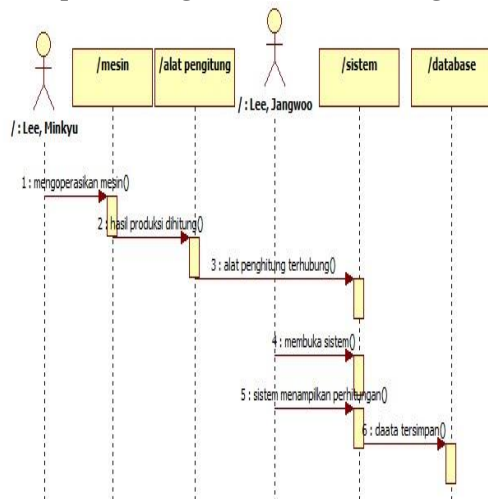 /mesin
/alat pengitung
/sistem
/database
/ : Lee, Minkyu
/ : Lee, Jangwoo
1 : mengoperasikan mesin()
2 : hasil produksi dihitung()
3 : alat penghitung terhubung()
4 : membuka sistem()
5 : sistem menampilkan perhitungan()
6 : daata tersimpan()